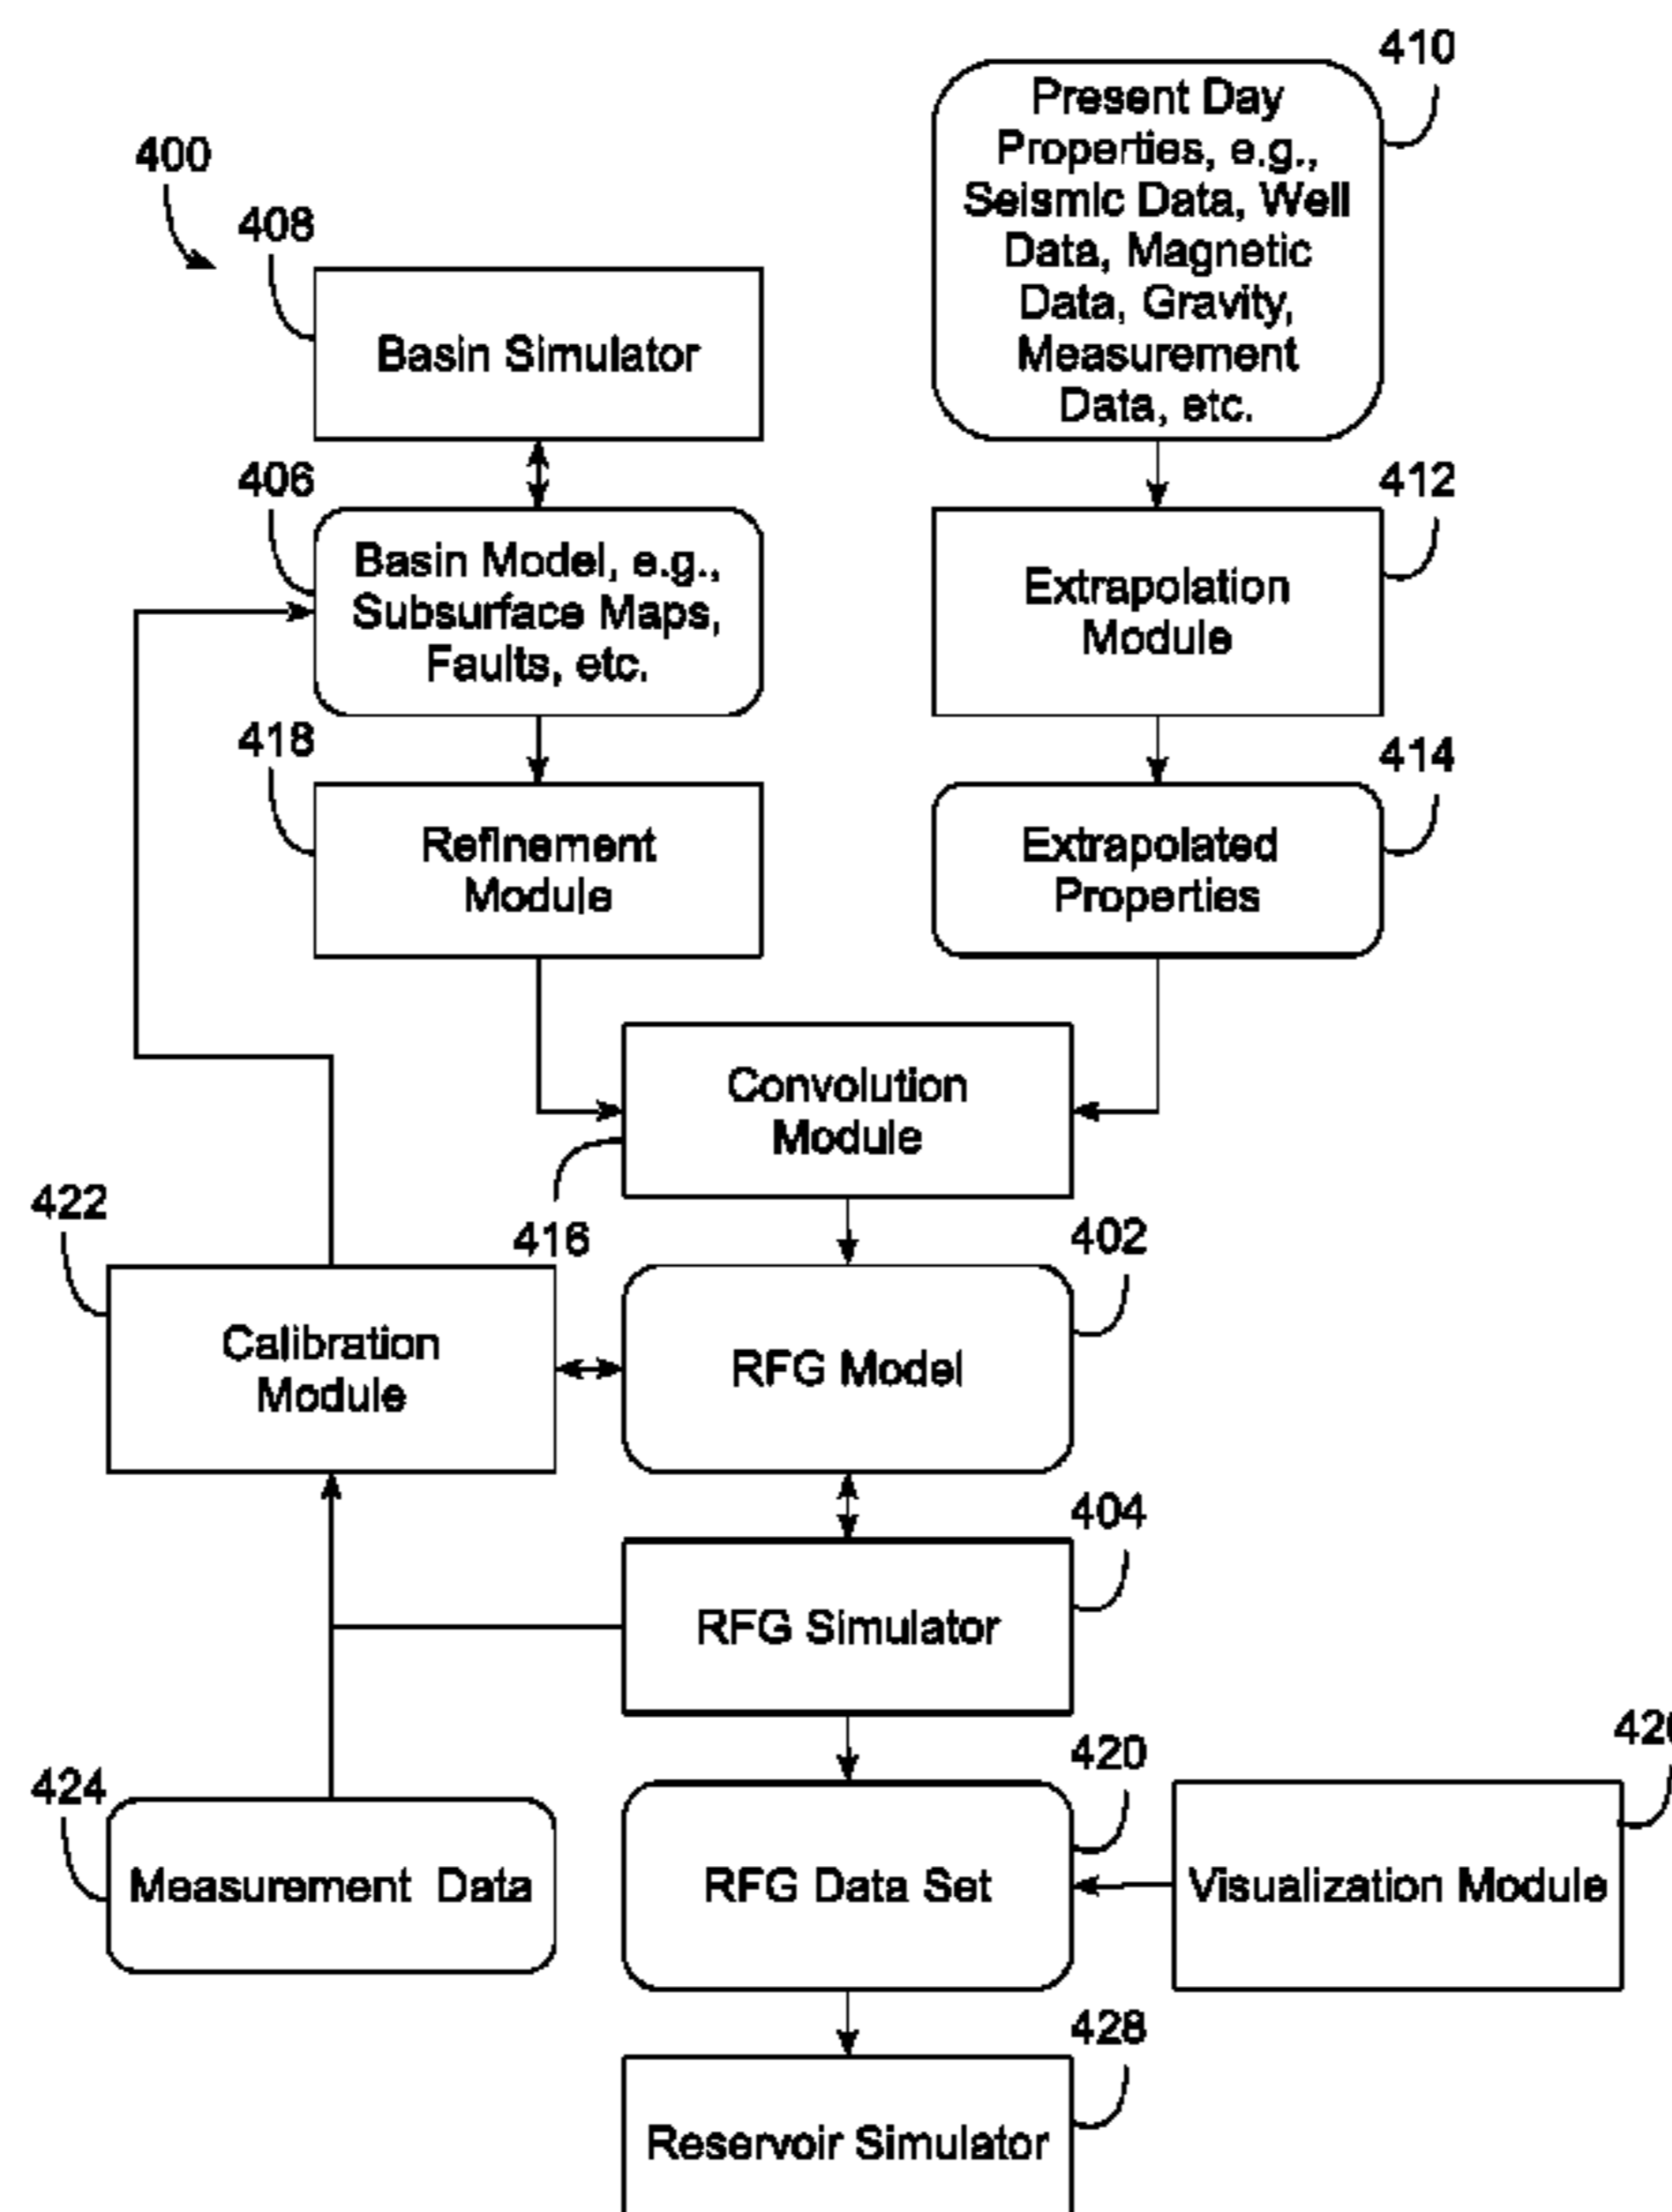 400
408
Basin Simulator
410
Present Day
Properties, e.g.,
Seismic Data, Well
Data, Magnetic
Data, Gravity,
Measurement
Data, etc.
406
Basin Model, e.g.,
Subsurface Maps,
Faults, etc.
412
Extrapolation
Module
418
Refinement
Module
414
Extrapolated
Properties
Convolution
Module
416
422
Calibration
Module
402
RFG Model
404
RFG Simulator
424
Measurement Data
420
RFG Data Set
Visualization Module
428
Reservoir Simulator